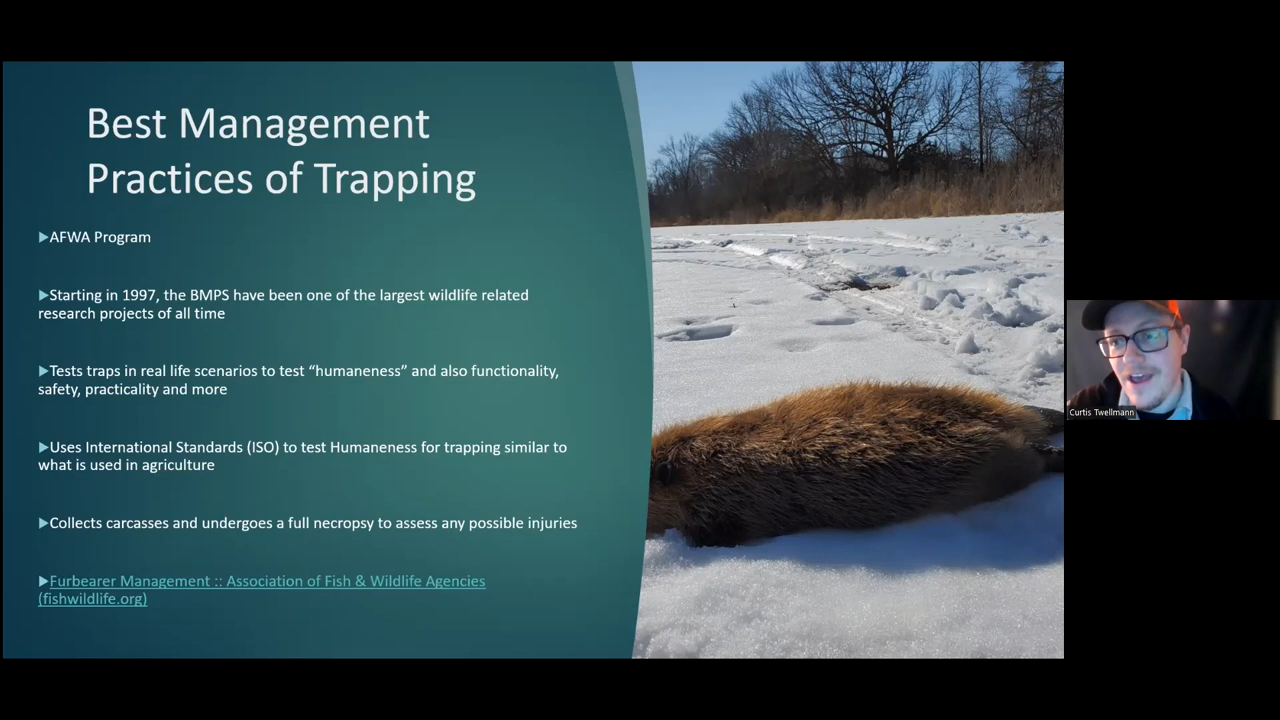 Best Management
Practices of Trapping
▶AFWA Program
▶Starting in 1997, the BMPS have been one of the largest wildlife related
research projects of all time
▶Tests traps in real life scenarios to test “humaneness” and also functionality,
safety, practicality and more
▶Uses International Standards (ISO) to test Humaneness for trapping similar to
what is used in agriculture
▶Collects carcasses and undergoes a full necropsy to assess any possible injuries
▶Furbearer Management :: Association of Fish & Wildlife Agencies
(fishwildlife.org)
Curtis Twellmann